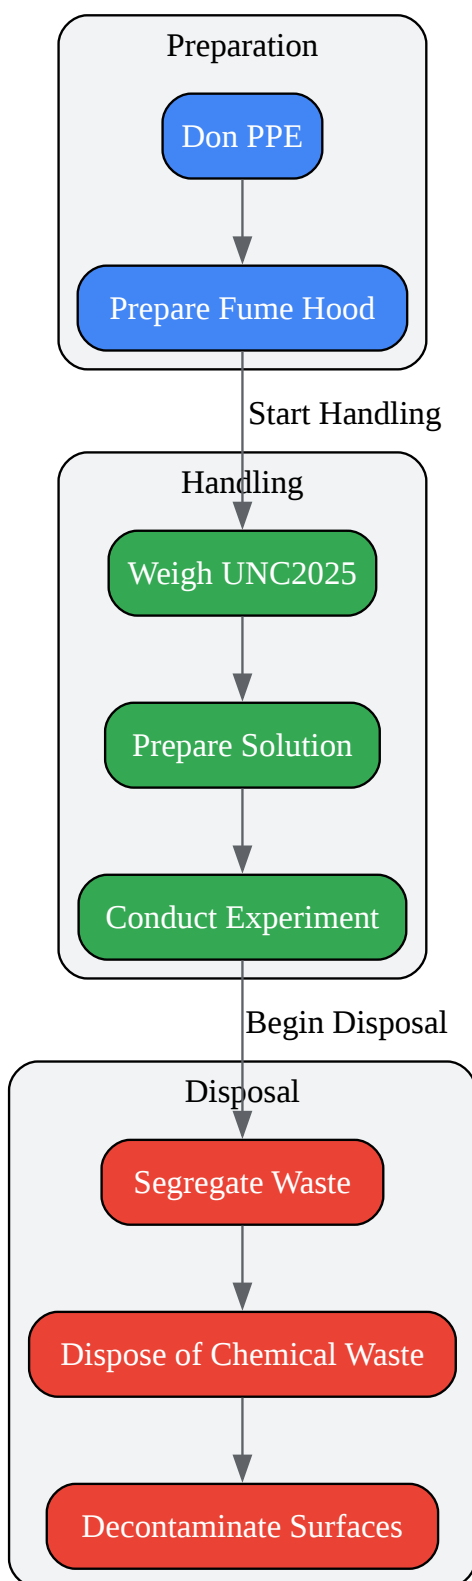 Preparation
Don PPE
Prepare Fume Hood
Start Handling
Handling
Weigh UNC2025
Prepare Solution
Conduct Experiment
Begin Disposal
Disposal
Segregate Waste
Dispose of Chemical Waste
Decontaminate Surfaces